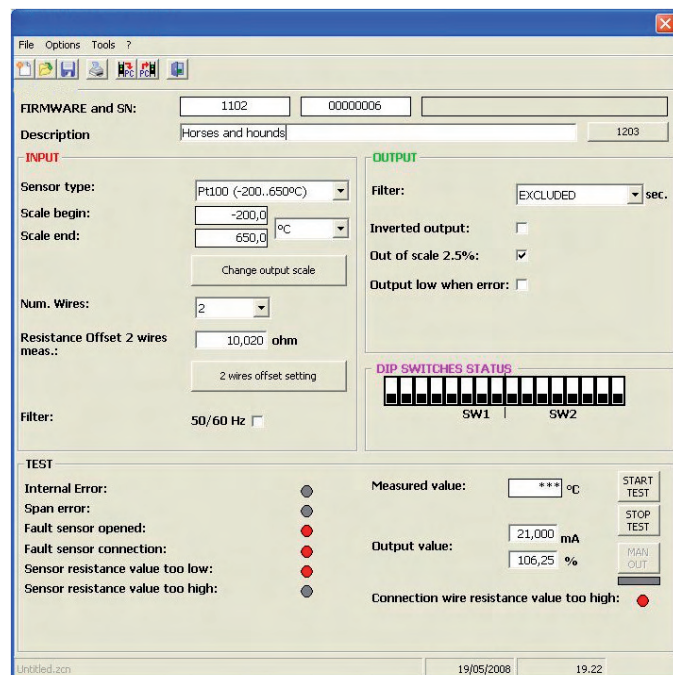 File Options Tools ?
PC PC
FIRMWARE and SN: 1102 00000006
Description Horses and hounds 1203
INPUT
Sensor type: Pt100 (-200..650ºC)
Scale begin: -200,0
ºC
Scale end: 650,0
Change output scale
Num. Wires: 2
Resistance Offset 2 wires
meas.: 10,020 ohm
2 wires offset setting
Filter: 50/60 Hz
OUTPUT
Filter: EXCLUDED sec.
Inverted output:
Out of scale 2.5%:
Output low when error:
DIP SWITCHES STATUS
SW1 | SW2
TEST
Internal Error:
Span error:
Fault sensor opened:
Fault sensor connection:
Sensor resistance value too low:
Sensor resistance value too high:
Measured value: *** ºC
Output value: 21,000 mA
106,25 %
Connection wire resistance value too high:
START
TEST
STOP
TEST
MAN
OUT
Untitled.zcn 19/05/2008 19.22